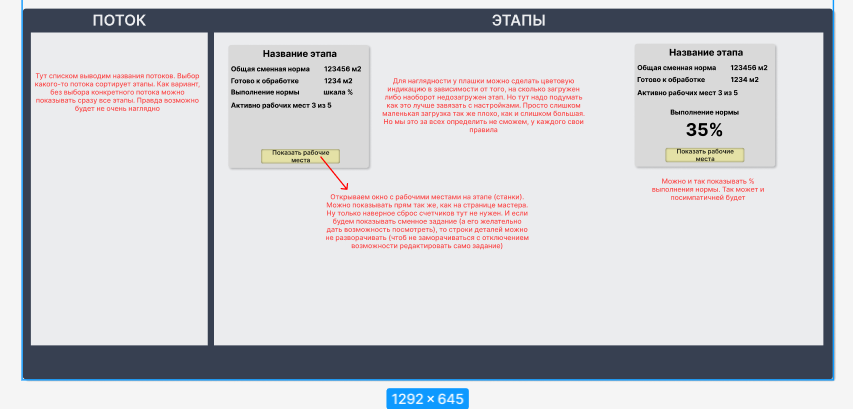 ПОТОК
ЭТАПЫ
Тут списком выводим названия потоков. Выбор
какого-то потока сортирует этапы. Как вариант,
без выбора конкретного потока можно
показывать сразу все этапы. Правда возможно
будет не очень наглядно
Название этапа
Общая сменная норма 123456 м2
Готово к обработке 1234 м2
Выполнение нормы шкала %
Активно рабочих мест 3 из 5
Показать рабочие
места
Для наглядности у плашки можно сделать цветовую
индикацию в зависимости от того, на сколько загружен
либо наоборот недозагружен этап. Но тут надо подумать
как это лучше завязать с настройками. Просто слишком
маленькая загрузка так же плохо, как и слишком большая.
Но мы это за всех определить не сможем, у каждого свои
правила
Открываем окно с рабочими местами на этапе (станки).
Можно показывать прям так же, как на странице мастера.
Ну только наверное сброс счетчиков тут не нужен. И если
будем показывать сменное задание (а его желательно
дать возможность посмотреть), то строки деталей можно
не разворачивать (чтоб не заморачиваться с отключением
возможности редактировать само задание)
Название этапа
Общая сменная норма 123456 м2
Готово к обработке 1234 м2
Активно рабочих мест 3 из 5
Выполнение нормы
35%
Показать рабочие
места
Можно и так показывать %
выполнения нормы. Так может и
посимпатичней будет
1292 × 645